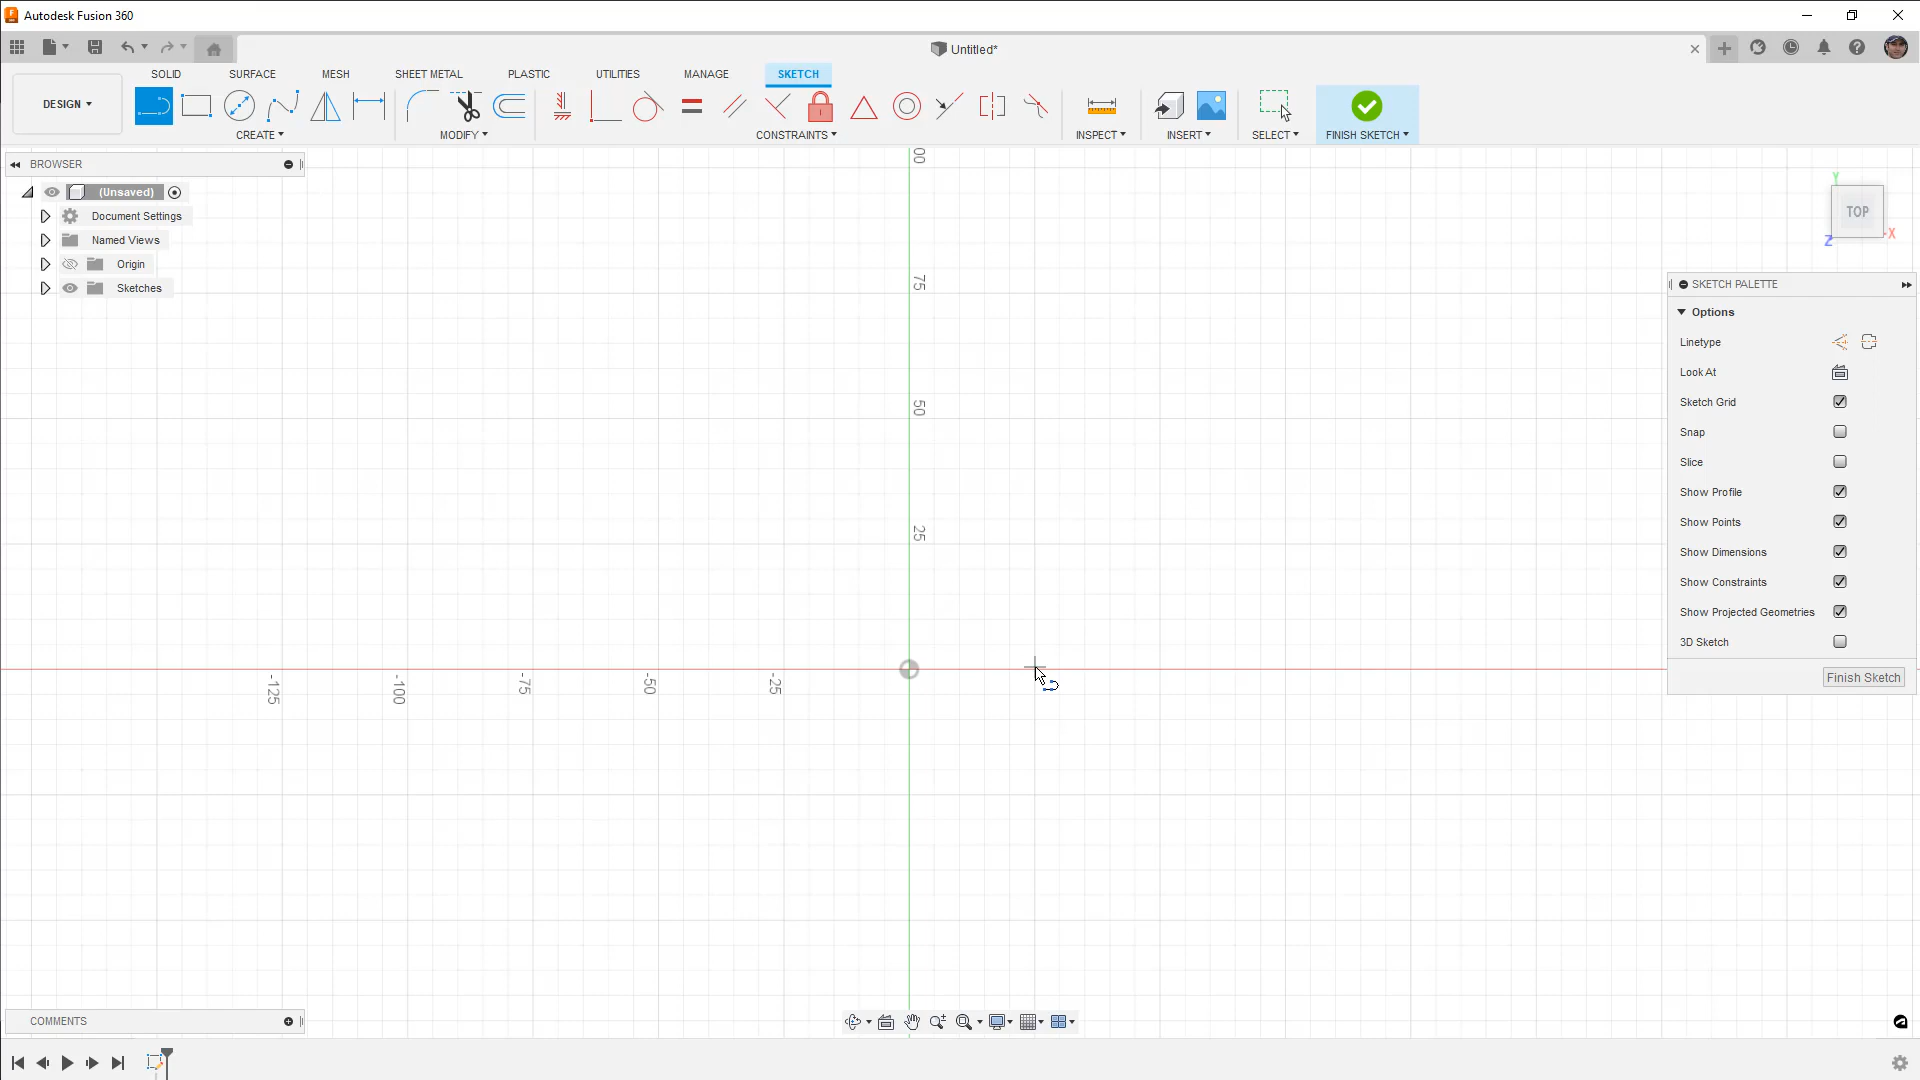 Autodesk Fusion 360
Untitled*
SOLID SURFACE MESH SHEET METAL PLASTIC UTILITIES MANAGE SKETCH
DESIGN
CREATE MODIFY CONSTRAINTS INSPECT INSERT SELECT FINISH SKETCH
BROWSER
(Unsaved)
Document Settings
Named Views
Origin
Sketches
00
75
50
25
-125 -100 -75 -50 -25
Y
TOP
X
Z
SKETCH PALETTE
Options
Linetype
Look At
Sketch Grid
Snap
Slice
Show Profile
Show Points
Show Dimensions
Show Constraints
Show Projected Geometries
3D Sketch
Finish Sketch
COMMENTS